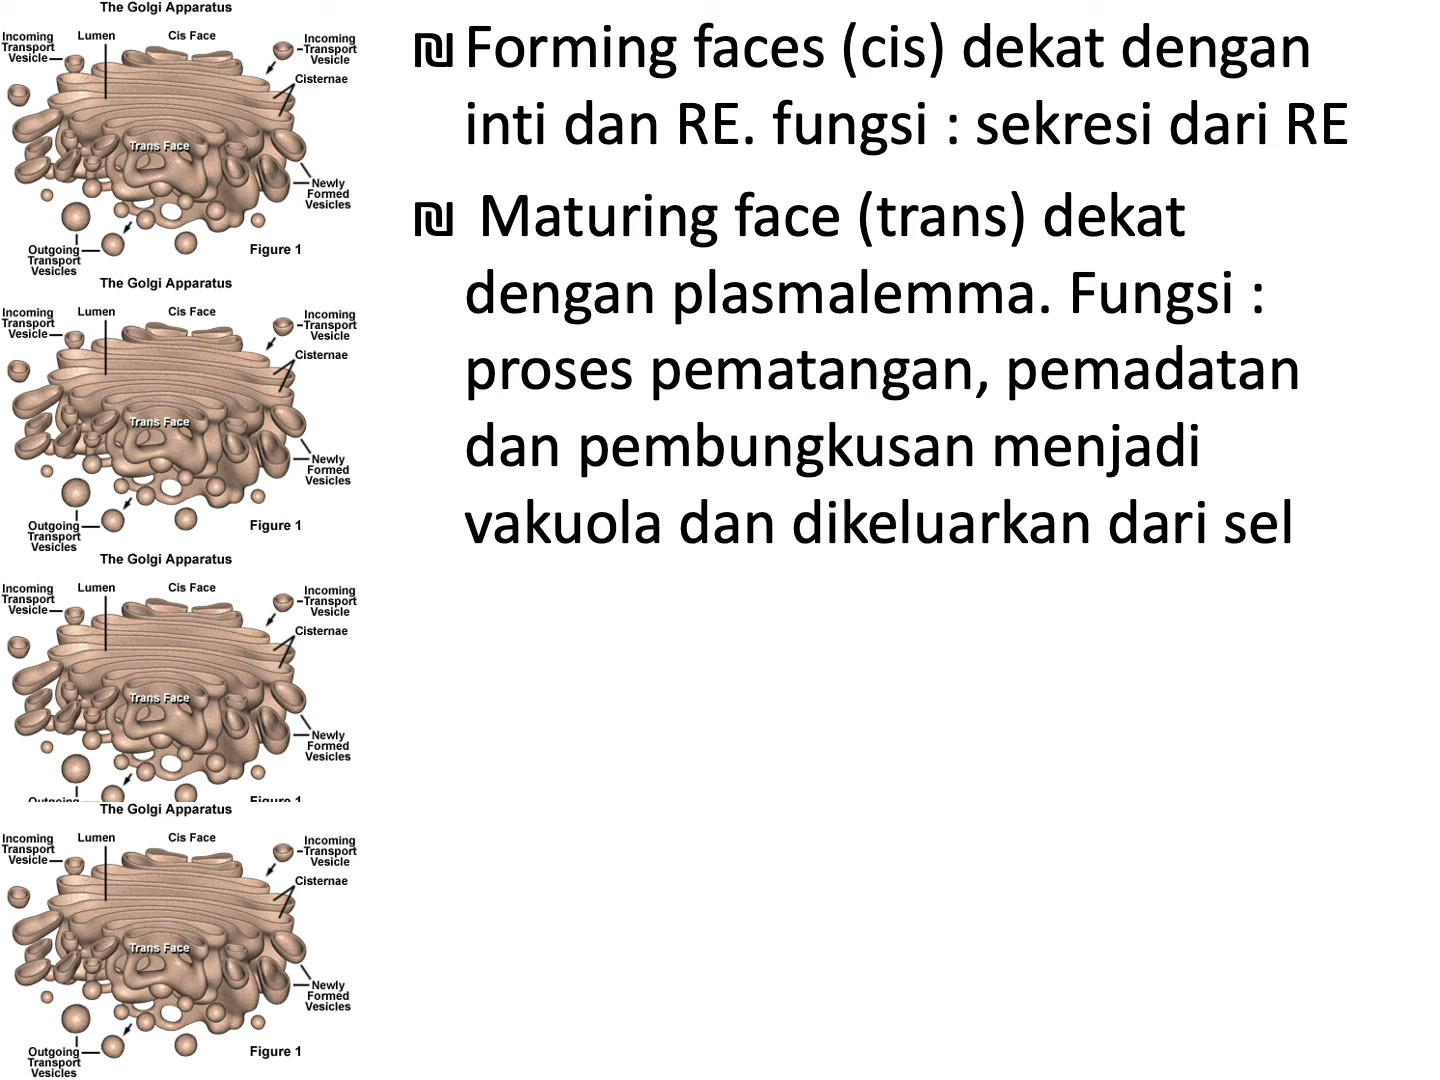 The Golgi Apparatus
Incoming
Transport
Vesicle
Lumen
Cis Face
Incoming
Transport
Vesicle
Cisternae
Trans Face
Newly
Formed
Vesicles
Outgoing
Transport
Vesicles
Figure 1
The Golgi Apparatus
Incoming
Transport
Vesicle
Lumen
Cis Face
Incoming
Transport
Vesicle
Cisternae
Trans Face
Newly
Formed
Vesicles
Outgoing
Transport
Vesicles
Figure 1
The Golgi Apparatus
Incoming
Transport
Vesicle
Lumen
Cis Face
Incoming
Transport
Vesicle
Cisternae
Trans Face
Newly
Formed
Vesicles
Outgoing
Figure 1
The Golgi Apparatus
Incoming
Transport
Vesicle
Lumen
Cis Face
Incoming
Transport
Vesicle
Cisternae
Trans Face
Newly
Formed
Vesicles
Outgoing
Transport
Vesicles
Figure 1
₪ Forming faces (cis) dekat dengan
inti dan RE. fungsi : sekresi dari RE
₪ Maturing face (trans) dekat
dengan plasmalemma. Fungsi :
proses pematangan, pemadatan
dan pembungkusan menjadi
vakuola dan dikeluarkan dari sel